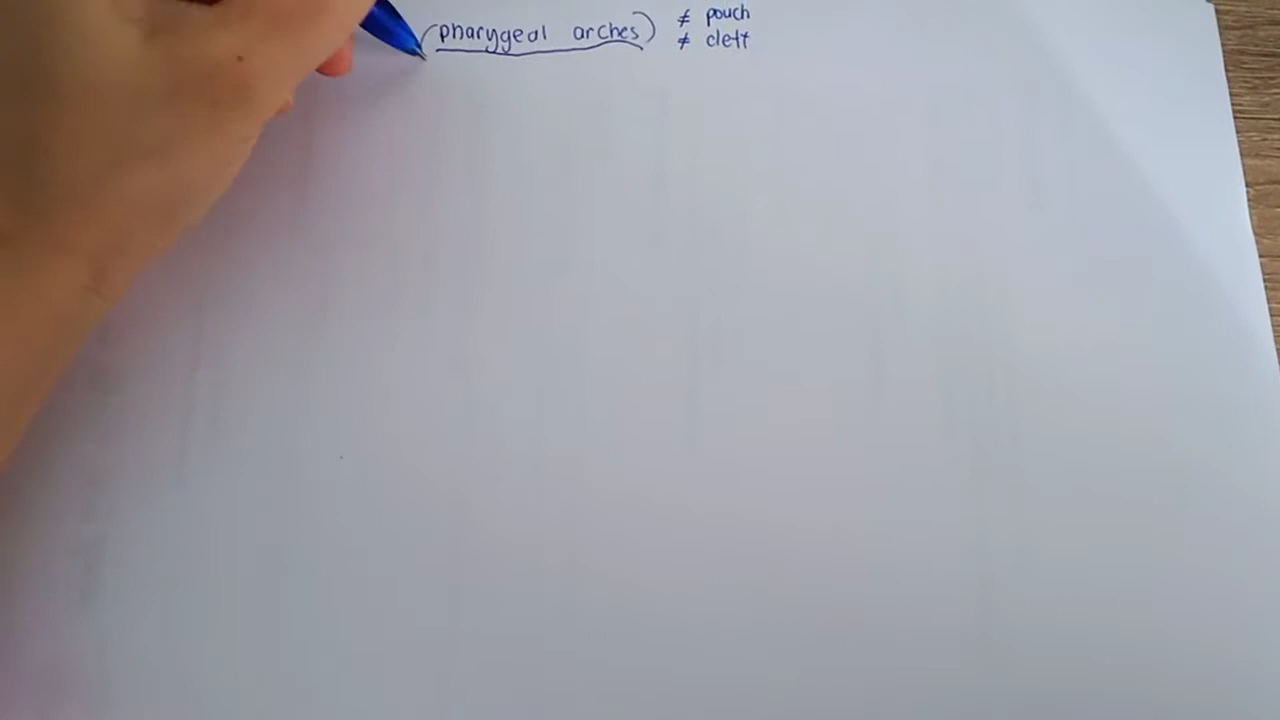 (pharygeal arches) ≠ pouch
≠ cleft